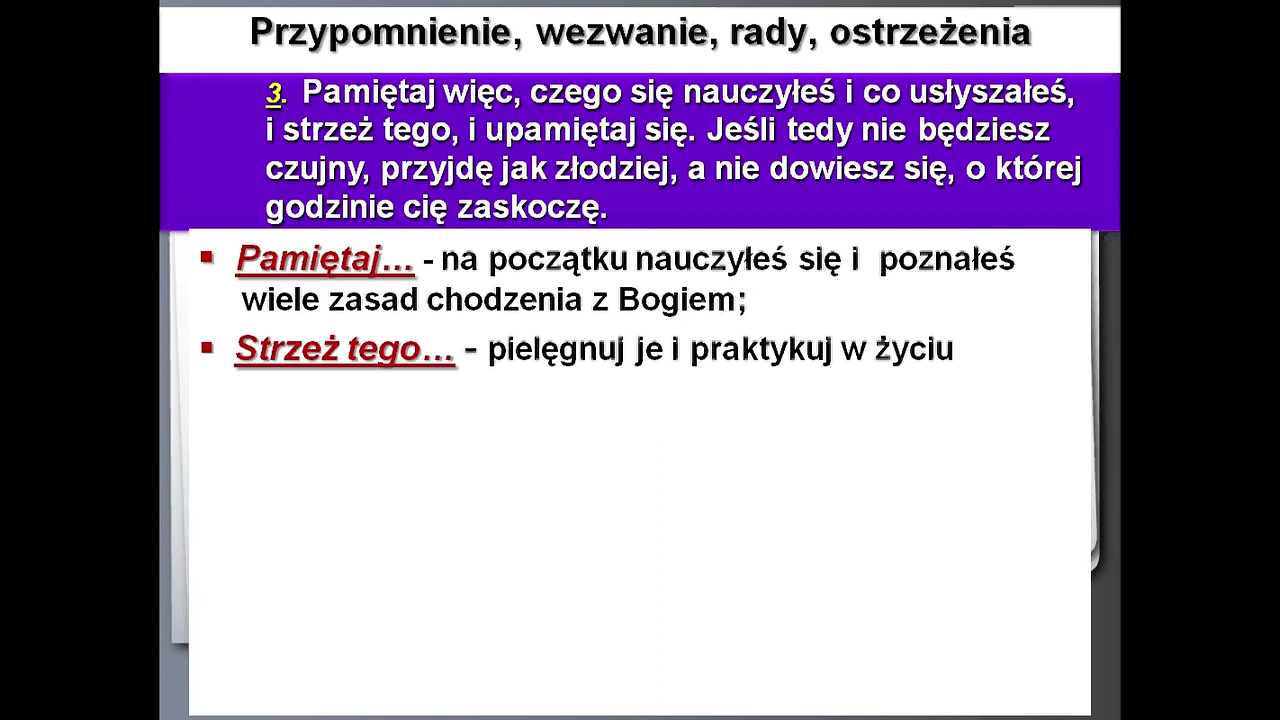 Przypomnienie, wezwanie, rady, ostrzeżenia
3. Pamiętaj więc, czego się nauczyłeś i co usłyszałeś,
i strzeż tego, i upamiętaj się. Jeśli tedy nie będziesz
czujny, przyjdę jak złodziej, a nie dowiesz się, o której
godzinie cię zaskoczę.
▪ Pamiętaj... - na początku nauczyłeś się i poznałeś
wiele zasad chodzenia z Bogiem;
▪ Strzeż tego... - pielęgnuj je i praktykuj w życiu